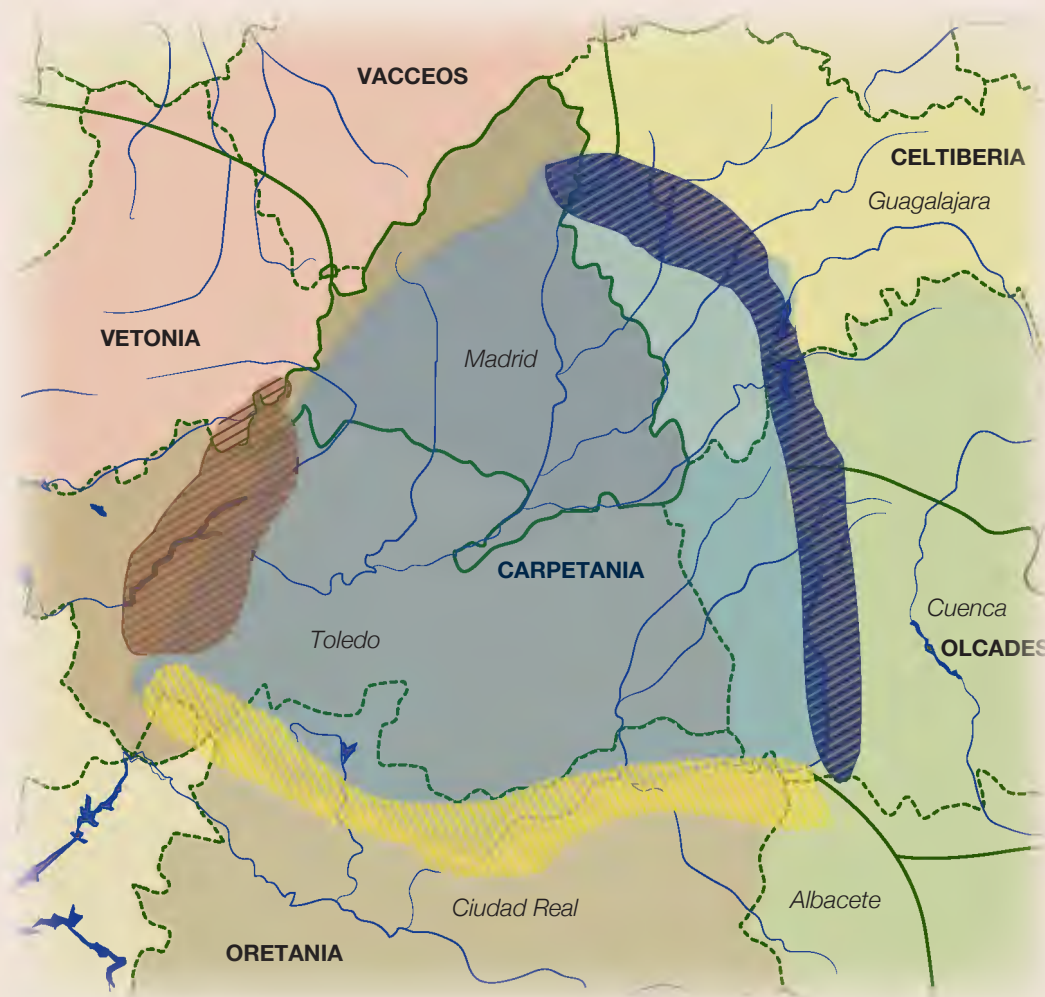 VACCEOS
CELTIBERIA
Guagalajara
VETONIA
Madrid
CARPETANIA
Cuenca
Toledo
OLCADES
Albacete
Ciudad Real
ORETANIA